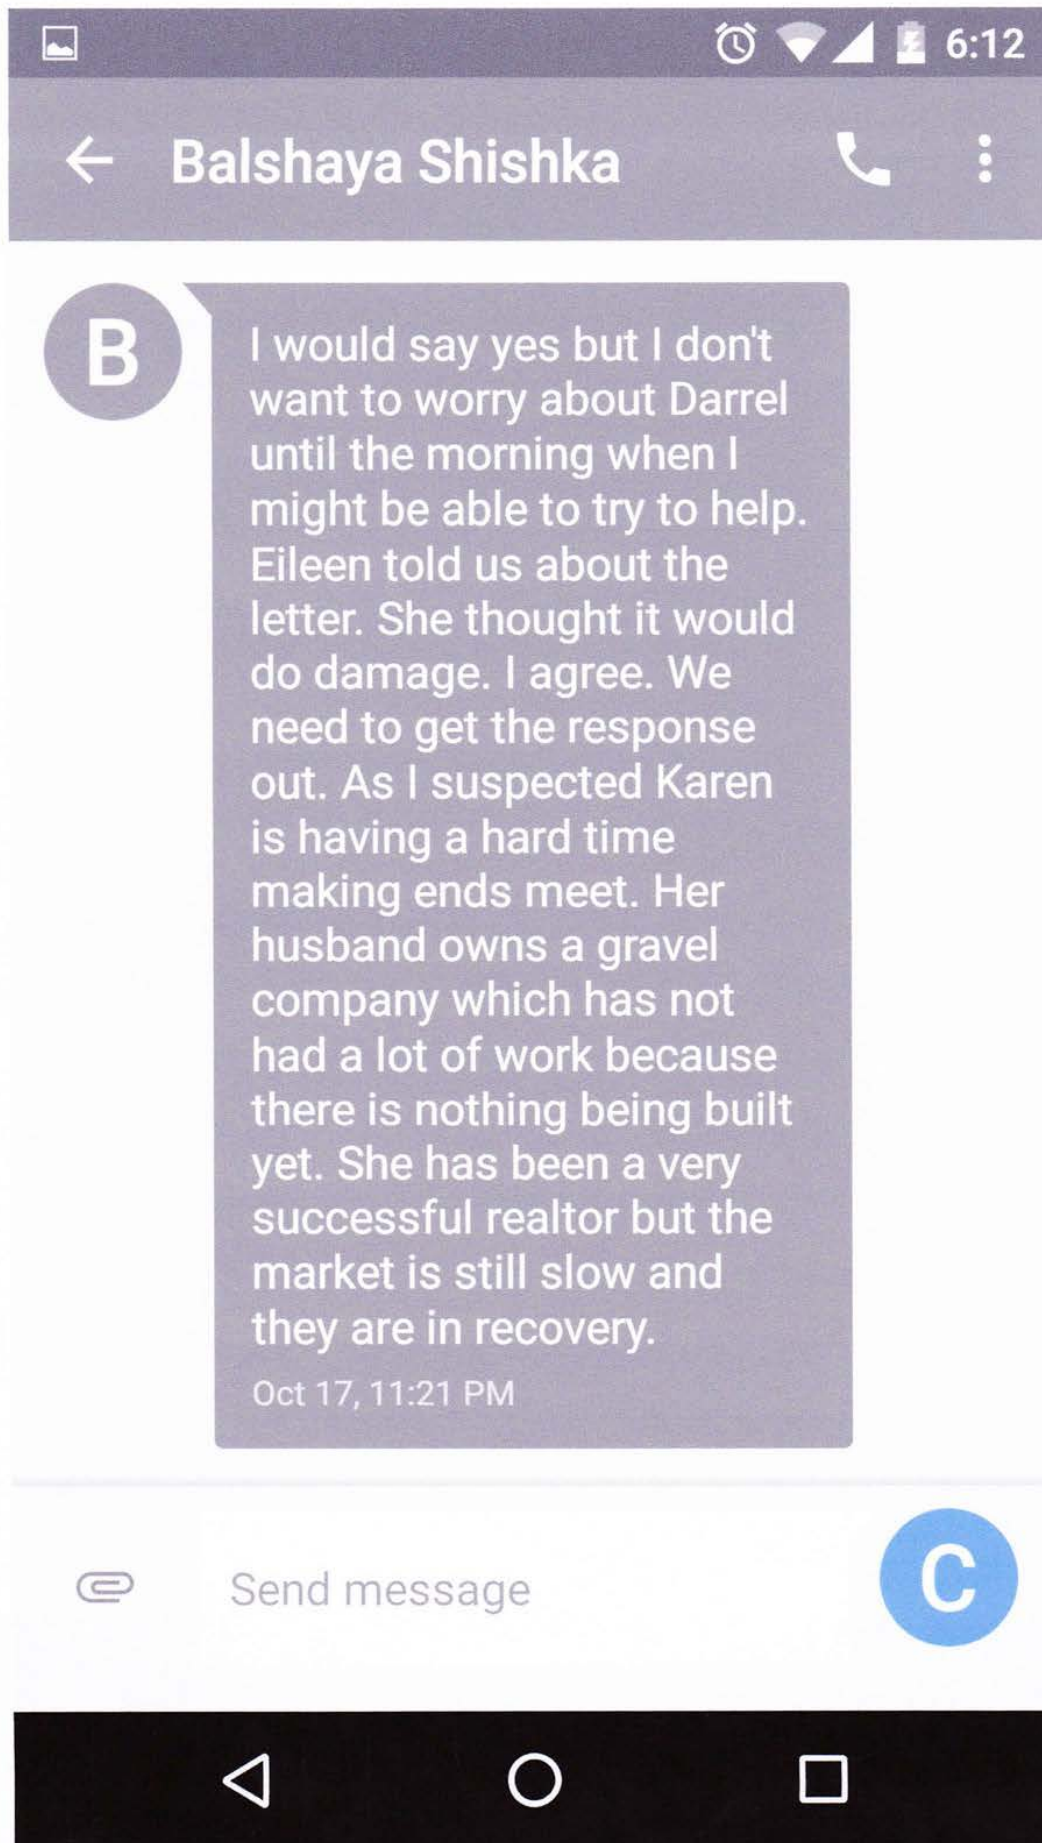 6:12
Balshaya Shishka
B
I would say yes but I don't
want to worry about Darrel
until the morning when I
might be able to try to help.
Eileen told us about the
letter. She thought it would
do damage. I agree. We
need to get the response
out. As I suspected Karen
is having a hard time
making ends meet. Her
husband owns a gravel
company which has not
had a lot of work because
there is nothing being built
yet. She has been a very
successful realtor but the
market is still slow and
they are in recovery.
Oct 17, 11:21 PM
Send message
C